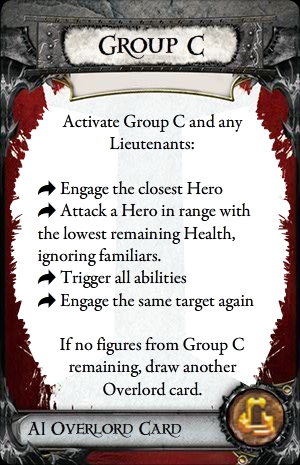 Group C
Activate Group C and any
Lieutenants:
Engage the closest Hero
Attack a Hero in range with
the lowest remaining Health,
ignoring familiars.
Trigger all abilities
Engage the same target again
If no figures from Group C
remaining, draw another
Overlord card.
AI Overlord Card